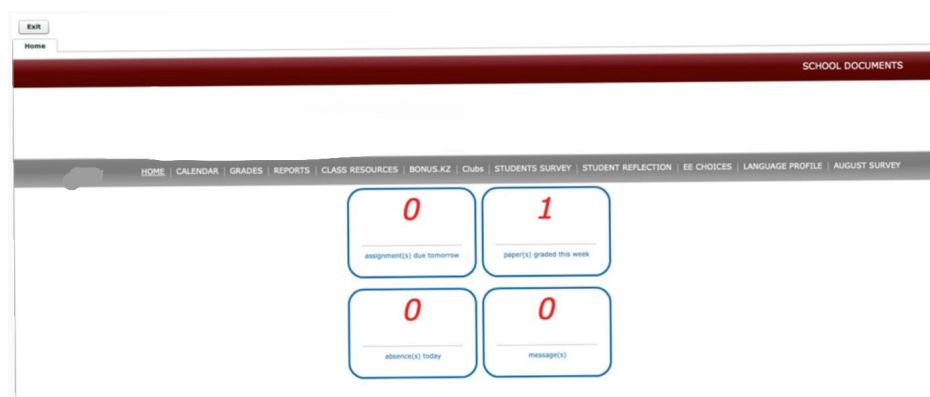 Exit
Home
SCHOOL DOCUMENTS
HOME | CALENDAR | GRADES | REPORTS | CLASS RESOURCES | BONUS.KZ | Clubs | STUDENTS SURVEY | STUDENT REFLECTION | EE CHOICES | LANGUAGE PROFILE | AUGUST SURVEY
0
assignment(s) due tomorrow
1
paper(s) graded this week
0
absence(s) today
0
message(s)